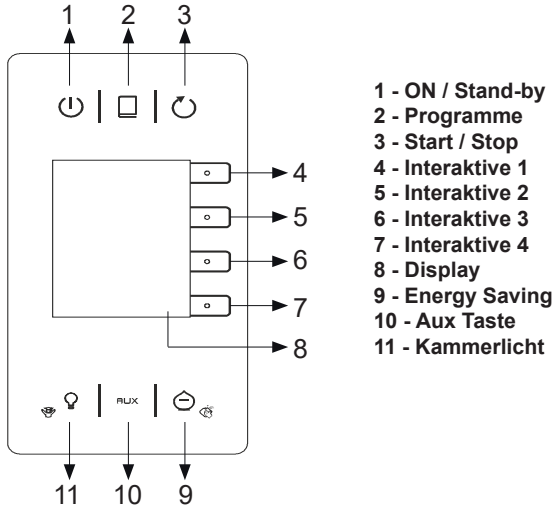 1 2 3
4
5
6
7
8
AUX
11 10 9
1 - ON / Stand-by
2 - Programme
3 - Start / Stop
4 - Interaktive 1
5 - Interaktive 2
6 - Interaktive 3
7 - Interaktive 4
8 - Display
9 - Energy Saving
10 - Aux Taste
11 - Kammerlicht